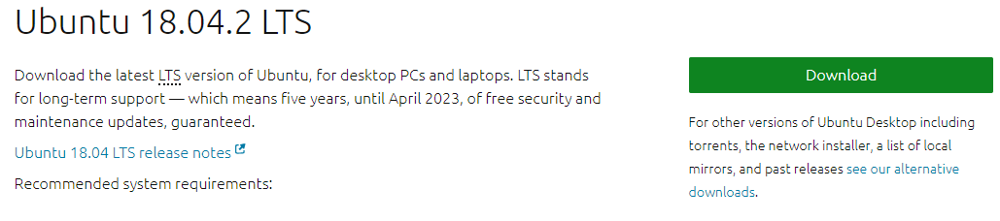 Ubuntu 18.04.2 LTS
Download the latest LTS version of Ubuntu, for desktop PCs and laptops. LTS stands
for long-term support — which means five years, until April 2023, of free security and
maintenance updates, guaranteed.
Ubuntu 18.04 LTS release notes
Recommended system requirements:
Download
For other versions of Ubuntu Desktop including
torrents, the network installer, a list of local
mirrors, and past releases see our alternative
downloads.